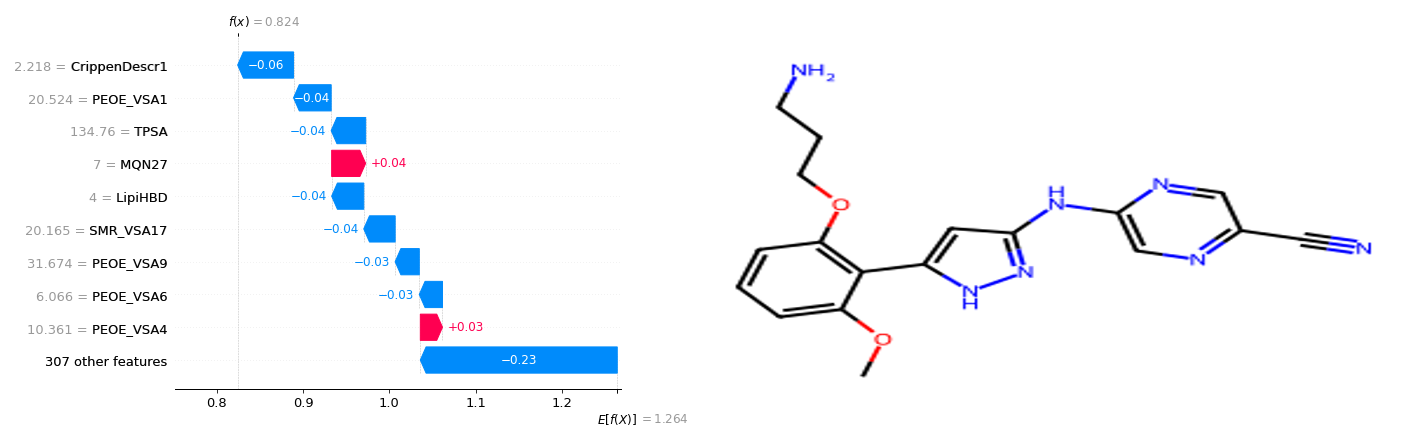 f(x) = 0.824
2.218 = CrippenDescr1
−0.06
20.524 = PEOE_VSA1
−0.04
134.76 = TPSA
−0.04
7 = MQN27
+0.04
4 = LipiHBD
−0.04
20.165 = SMR_VSA17
−0.04
31.674 = PEOE_VSA9
−0.03
6.066 = PEOE_VSA6
−0.03
10.361 = PEOE_VSA4
+0.03
307 other features
−0.23
0.8 0.9 1.0 1.1 1.2
E[f(X)] = 1.264
NH₂
O
H
N
N
N
N
N
N
H
O